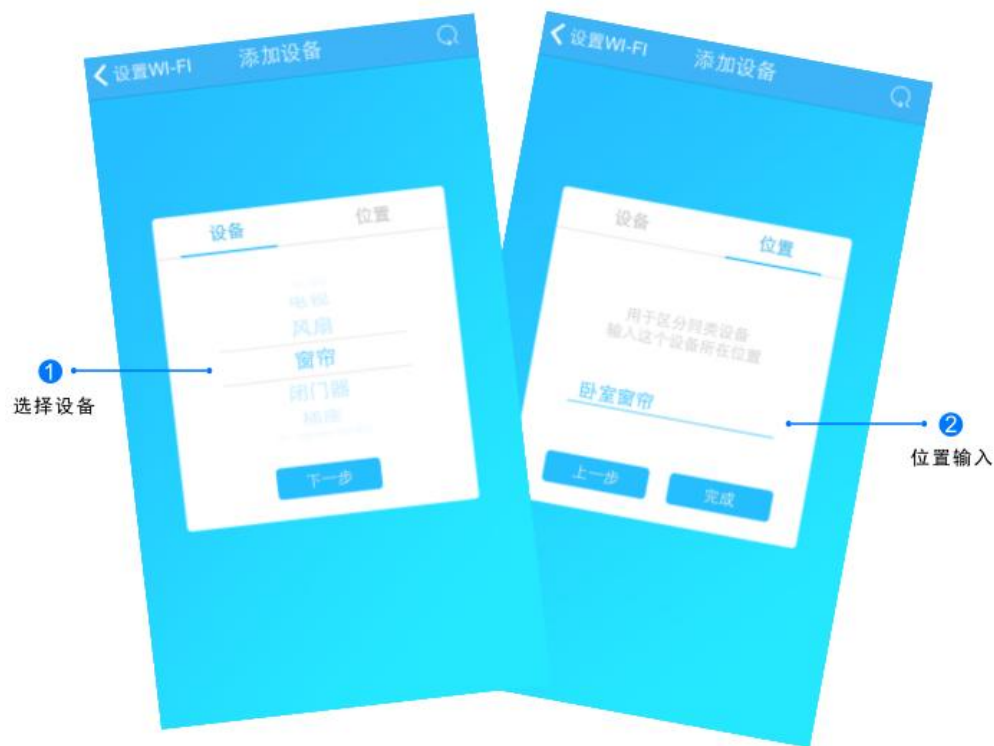 设置WI-FI
添加设备
设备
位置
电视
风扇
窗帘
闭门器
插座
下一步
1
选择设备
设置WI-FI
添加设备
设备
位置
用于区分同类设备
输入这个设备所在位置
卧室窗帘
上一步
完成
2
位置输入